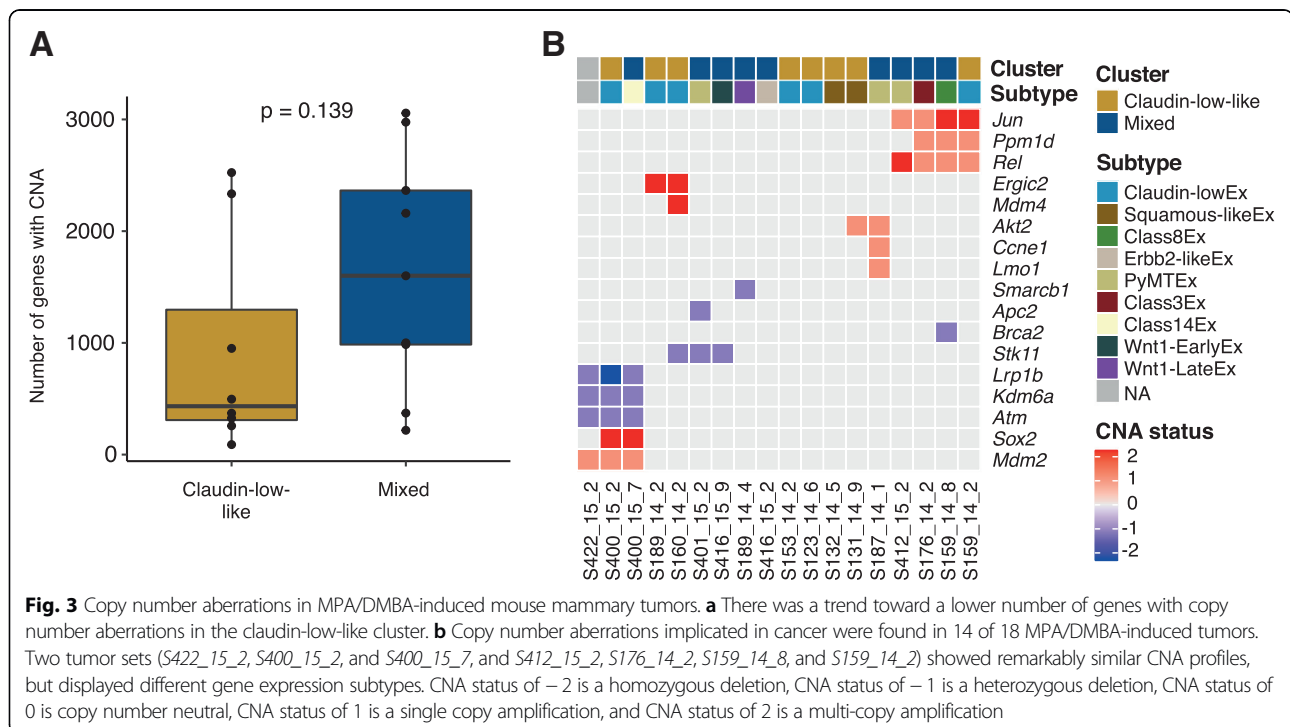 A
B
p = 0.139
Number of genes with CNA
3000
2000
1000
0
Claudin-low-
like
Mixed
Cluster
Subtype
Jun
Ppm1d
Rel
Ergic2
Mdm4
Akt2
Ccne1
Lmo1
Smarcb1
Apc2
Brca2
Stk11
Lrp1b
Kdm6a
Atm
Sox2
Mdm2
S422_15_2
S400_15_2
S400_15_7
S189_14_2
S160_14_2
S401_15_2
S416_15_9
S189_14_4
S416_15_2
S153_14_2
S123_14_6
S132_14_5
S131_14_9
S187_14_1
S412_15_2
S176_14_2
S159_14_8
S159_14_2
Cluster
Claudin-low-like
Mixed
Subtype
Claudin-lowEx
Squamous-likeEx
Class8Ex
Erbb2-likeEx
PyMTEx
Class3Ex
Class14Ex
Wnt1-EarlyEx
Wnt1-LateEx
NA
CNA status
2
1
0
-1
-2
Fig. 3 Copy number aberrations in MPA/DMBA-induced mouse mammary tumors. a There was a trend toward a lower number of genes with copy
number aberrations in the claudin-low-like cluster. b Copy number aberrations implicated in cancer were found in 14 of 18 MPA/DMBA-induced tumors.
Two tumor sets (S422_15_2, S400_15_2, and S400_15_7, and S412_15_2, S176_14_2, S159_14_8, and S159_14_2) showed remarkably similar CNA profiles,
but displayed different gene expression subtypes. CNA status of − 2 is a homozygous deletion, CNA status of − 1 is a heterozygous deletion, CNA status of
0 is copy number neutral, CNA status of 1 is a single copy amplification, and CNA status of 2 is a multi-copy amplification